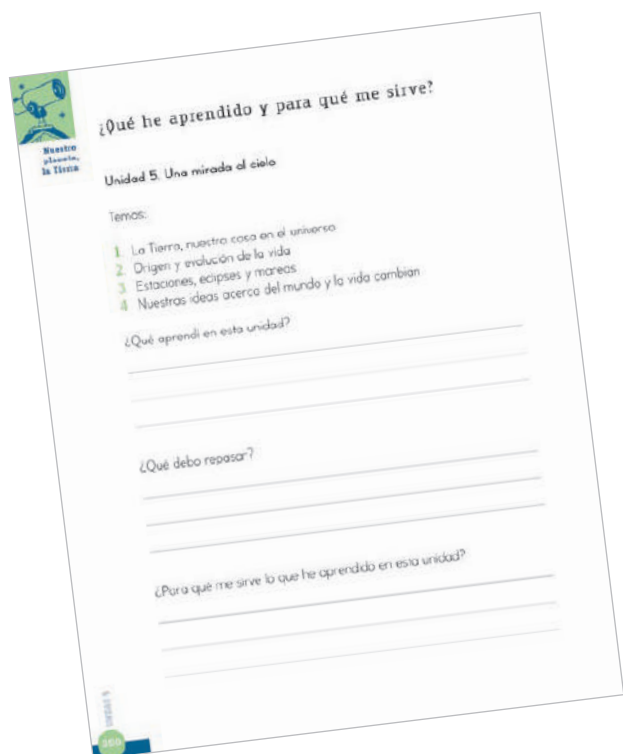 ¿Qué he aprendido y para qué me sirve?
Nuestro
planeta,
la Tierra
Unidad 5. Una mirada al cielo
Temas:
1. La Tierra, nuestra casa en el universo
2. Origen y evolución de la vida
3. Estaciones, eclipses y mareas
4. Nuestras ideas acerca del mundo y la vida cambian
¿Qué aprendí en esta unidad?
¿Qué debo repasar?
¿Para qué me sirve lo que he aprendido en esta unidad?
UNIDAD 5